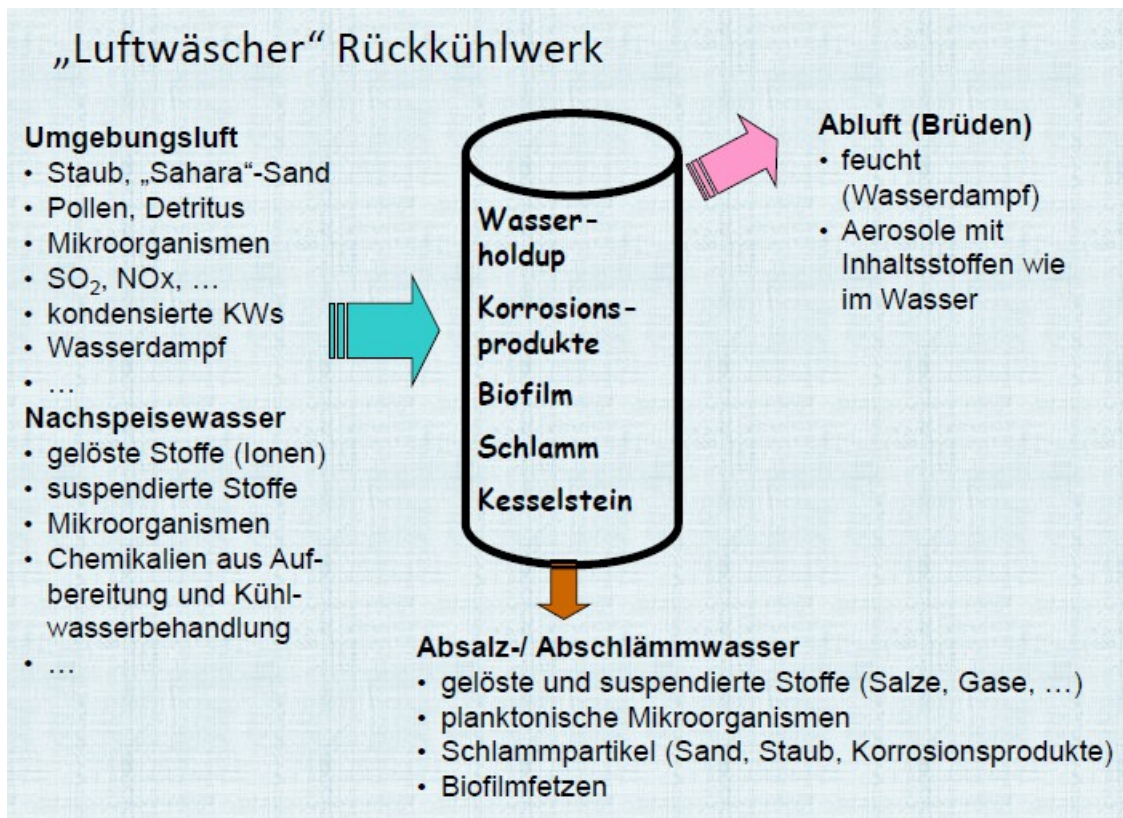 „Luftwäscher“ Rückkühlwerk
Umgebungsluft
• Staub, „Sahara“-Sand
• Pollen, Detritus
• Mikroorganismen
• SO₂, NOx, …
• kondensierte KWs
• Wasserdampf
• …
Nachspeisewasser
• gelöste Stoffe (Ionen)
• suspendierte Stoffe
• Mikroorganismen
• Chemikalien aus Auf-
bereitung und Kühl-
wasserbehandlung
• …
Wasser-
holdup
Korrosions-
produkte
Biofilm
Schlamm
Kesselstein
Abluft (Brüden)
• feucht
(Wasserdampf)
• Aerosole mit
Inhaltsstoffen wie
im Wasser
Absalz-/ Abschlämmwasser
• gelöste und suspendierte Stoffe (Salze, Gase, …)
• planktonische Mikroorganismen
• Schlammpartikel (Sand, Staub, Korrosionsprodukte)
• Biofilmfetzen